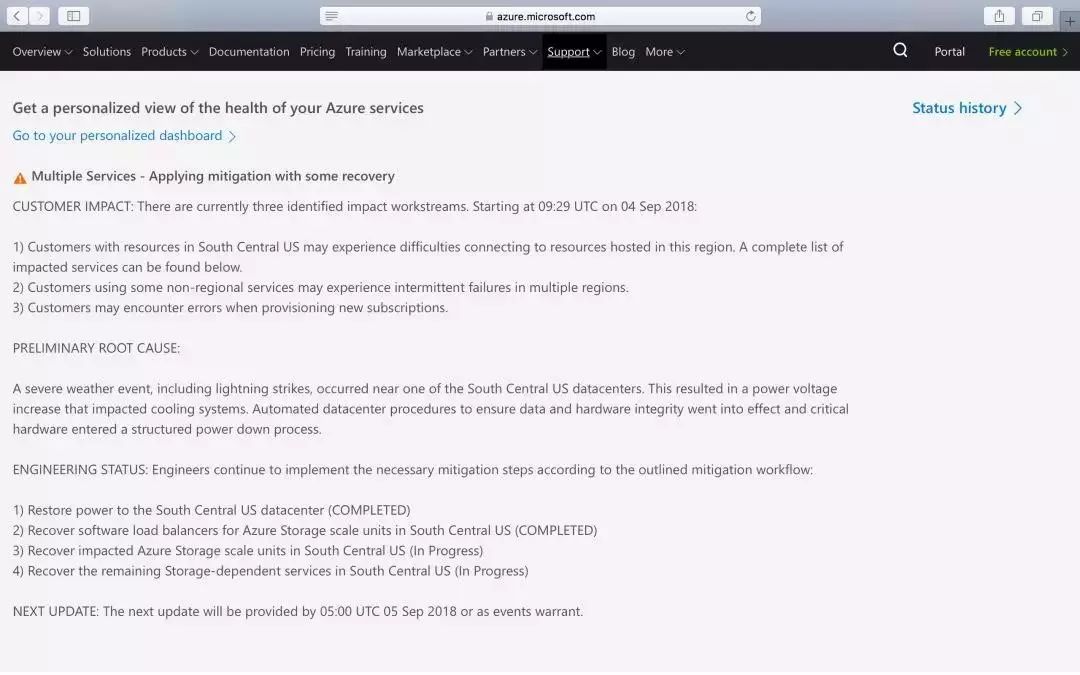 azure.microsoft.com
Overview Solutions Products Documentation Pricing Training Marketplace Partners Support Blog More Portal Free account
Get a personalized view of the health of your Azure services
Status history
Go to your personalized dashboard
Multiple Services - Applying mitigation with some recovery
CUSTOMER IMPACT: There are currently three identified impact workstreams. Starting at 09:29 UTC on 04 Sep 2018:
1) Customers with resources in South Central US may experience difficulties connecting to resources hosted in this region. A complete list of
impacted services can be found below.
2) Customers using some non-regional services may experience intermittent failures in multiple regions.
3) Customers may encounter errors when provisioning new subscriptions.
PRELIMINARY ROOT CAUSE:
A severe weather event, including lightning strikes, occurred near one of the South Central US datacenters. This resulted in a power voltage
increase that impacted cooling systems. Automated datacenter procedures to ensure data and hardware integrity went into effect and critical
hardware entered a structured power down process.
ENGINEERING STATUS: Engineers continue to implement the necessary mitigation steps according to the outlined mitigation workflow:
1) Restore power to the South Central US datacenter (COMPLETED)
2) Recover software load balancers for Azure Storage scale units in South Central US (COMPLETED)
3) Recover impacted Azure Storage scale units in South Central US (In Progress)
4) Recover the remaining Storage-dependent services in South Central US (In Progress)
NEXT UPDATE: The next update will be provided by 05:00 UTC 05 Sep 2018 or as events warrant.